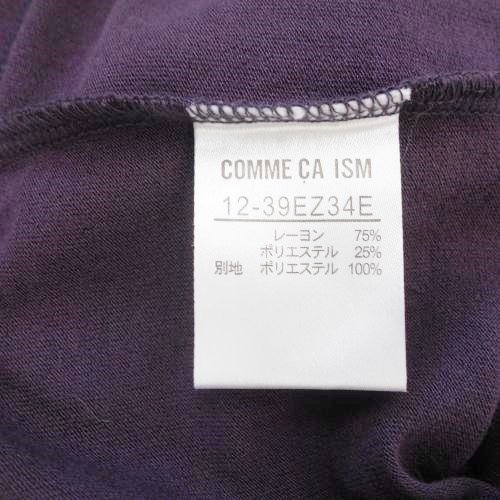 COMME ÇA ISM
12-39EZ34E
レーヨン 75%
ポリエステル 25%
別地 ポリエステル 100%